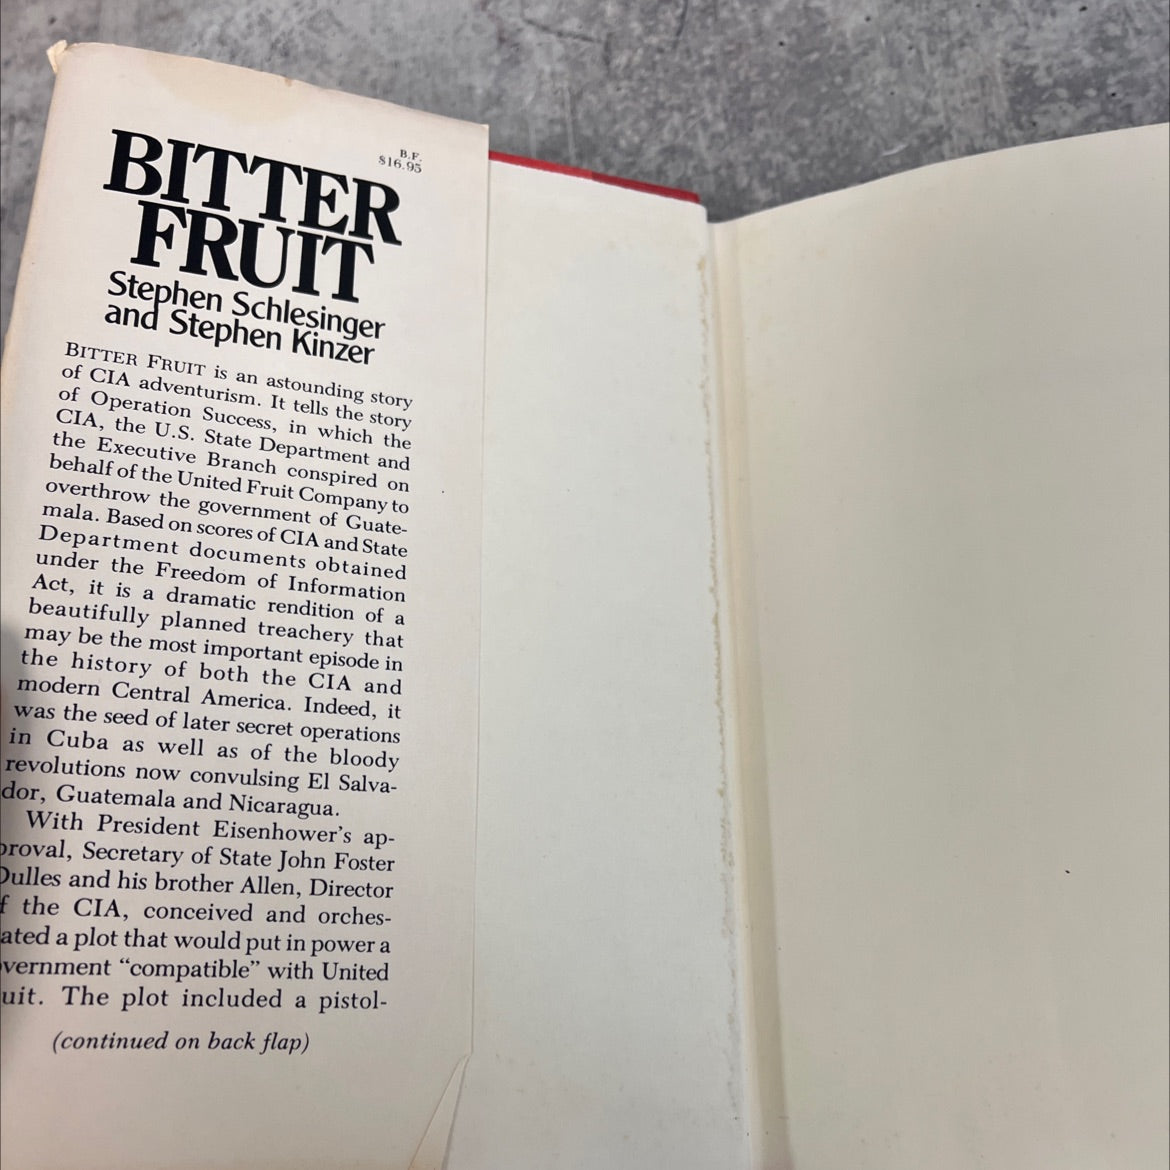 B.F.
$16.95
BITTER
FRUIT
Stephen Schlesinger
and Stephen Kinzer
BITTER FRUIT is an astounding story
of CIA adventurism. It tells the story
of Operation Success, in which the
CIA, the U.S. State Department and
the Executive Branch conspired on
behalf of the United Fruit Company to
overthrow the government of Guate-
mala. Based on scores of CIA and State
Department documents obtained
under the Freedom of Information
Act, it is a dramatic rendition of a
beautifully planned treachery that
may be the most important episode in
the history of both the CIA and
modern Central America. Indeed, it
was the seed of later secret operations
in Cuba as well as of the bloody
revolutions now convulsing El Salva-
dor, Guatemala and Nicaragua.
With President Eisenhower's ap-
proval, Secretary of State John Foster
Dulles and his brother Allen, Director
f the CIA, conceived and orches-
ated a plot that would put in power a
vernment “compatible” with United
uit. The plot included a pistol-
(continued on back flap)